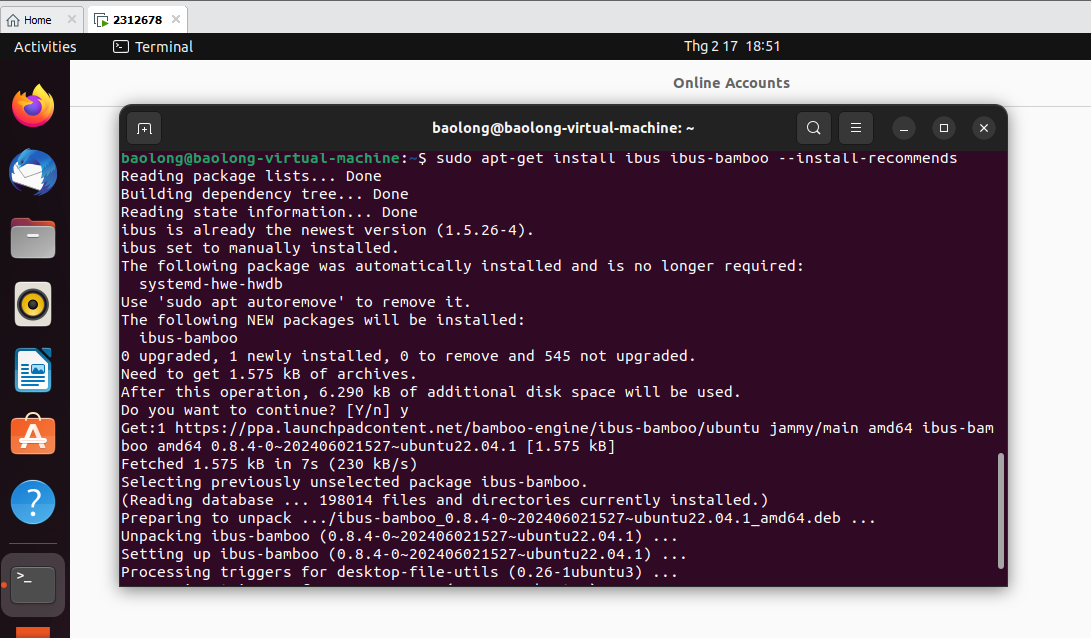 Home
2312678
Activities
Terminal
Thg 2 17 18:51
Online Accounts
baolong@baolong-virtual-machine: ~
baolong@baolong-virtual-machine:~$ sudo apt-get install ibus ibus-bamboo --install-recommends
Reading package lists... Done
Building dependency tree... Done
Reading state information... Done
ibus is already the newest version (1.5.26-4).
ibus set to manually installed.
The following package was automatically installed and is no longer required:
systemd-hwe-hwdb
Use 'sudo apt autoremove' to remove it.
The following NEW packages will be installed:
ibus-bamboo
0 upgraded, 1 newly installed, 0 to remove and 545 not upgraded.
Need to get 1.575 kB of archives.
After this operation, 6.290 kB of additional disk space will be used.
Do you want to continue? [Y/n] y
Get:1 https://ppa.launchpadcontent.net/bamboo-engine/ibus-bamboo/ubuntu jammy/main amd64 ibus-bam
boo amd64 0.8.4-0~202406021527~ubuntu22.04.1 [1.575 kB]
Fetched 1.575 kB in 7s (230 kB/s)
Selecting previously unselected package ibus-bamboo.
(Reading database ... 198014 files and directories currently installed.)
Preparing to unpack .../ibus-bamboo_0.8.4-0~202406021527~ubuntu22.04.1_amd64.deb ...
Unpacking ibus-bamboo (0.8.4-0~202406021527~ubuntu22.04.1) ...
Setting up ibus-bamboo (0.8.4-0~202406021527~ubuntu22.04.1) ...
Processing triggers for desktop-file-utils (0.26-1ubuntu3) ...